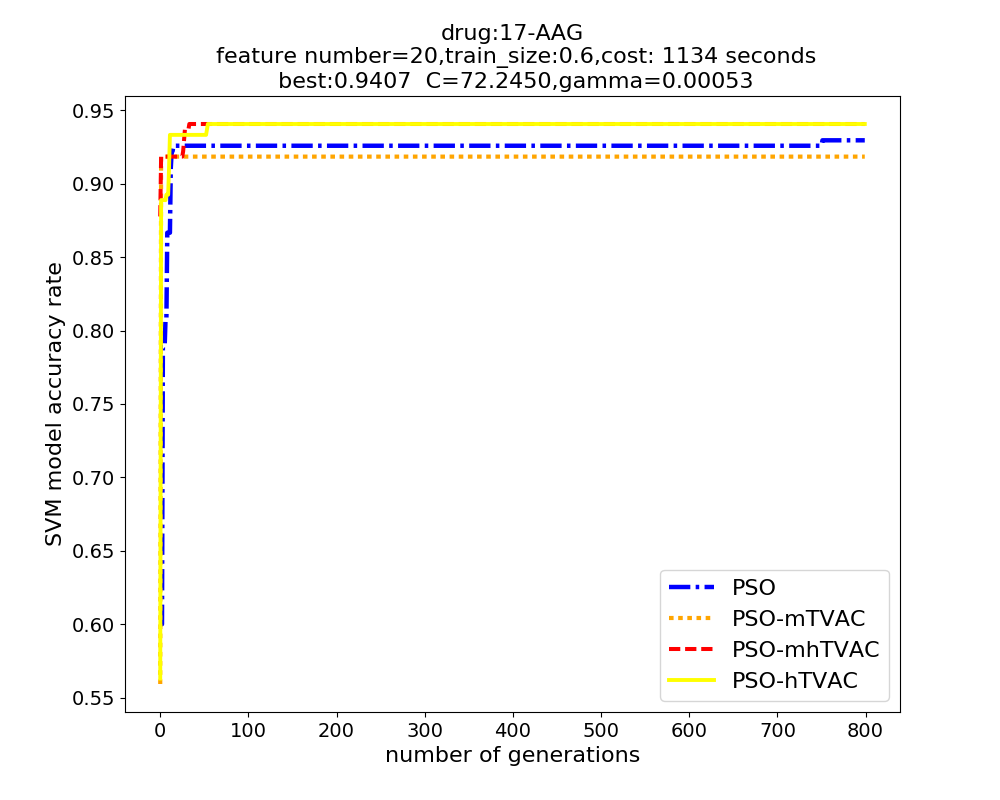 drug:17-AAG
feature number=20,train_size:0.6,cost: 1134 seconds
best:0.9407  C=72.2450,gamma=0.00053
0.95
0.90
0.85
0.80
0.75
0.70
0.65
0.60
0.55
SVM model accuracy rate
PSO
PSO-mTVAC
PSO-mhTVAC
PSO-hTVAC
0 100 200 300 400 500 600 700 800
number of generations